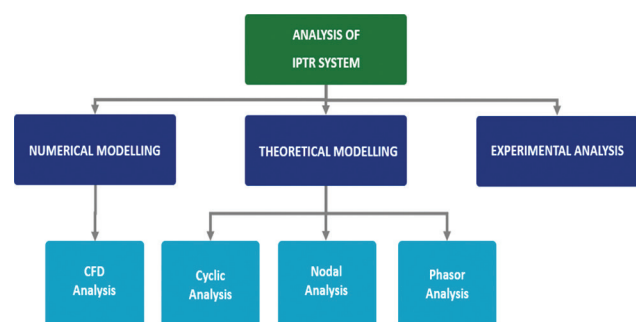 ANALYSIS OF
IPTR SYSTEM
NUMERICAL MODELLING
THEORETICAL MODELLING
EXPERIMENTAL ANALYSIS
CFD
Analysis
Cyclic
Analysis
Nodal
Analysis
Phasor
Analysis